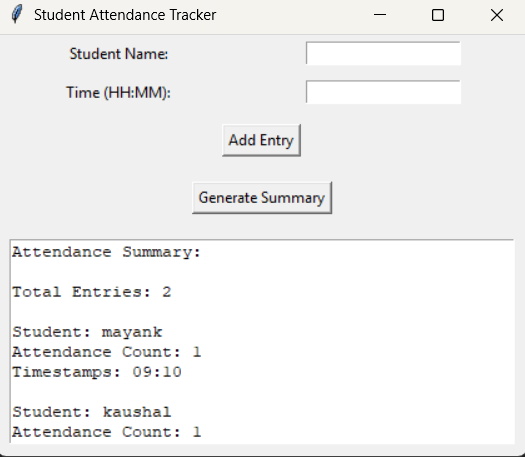 Student Attendance Tracker
Student Name:
Time (HH:MM):
Add Entry
Generate Summary
Attendance Summary:
Total Entries: 2
Student: mayank
Attendance Count: 1
Timestamps: 09:10
Student: kaushal
Attendance Count: 1